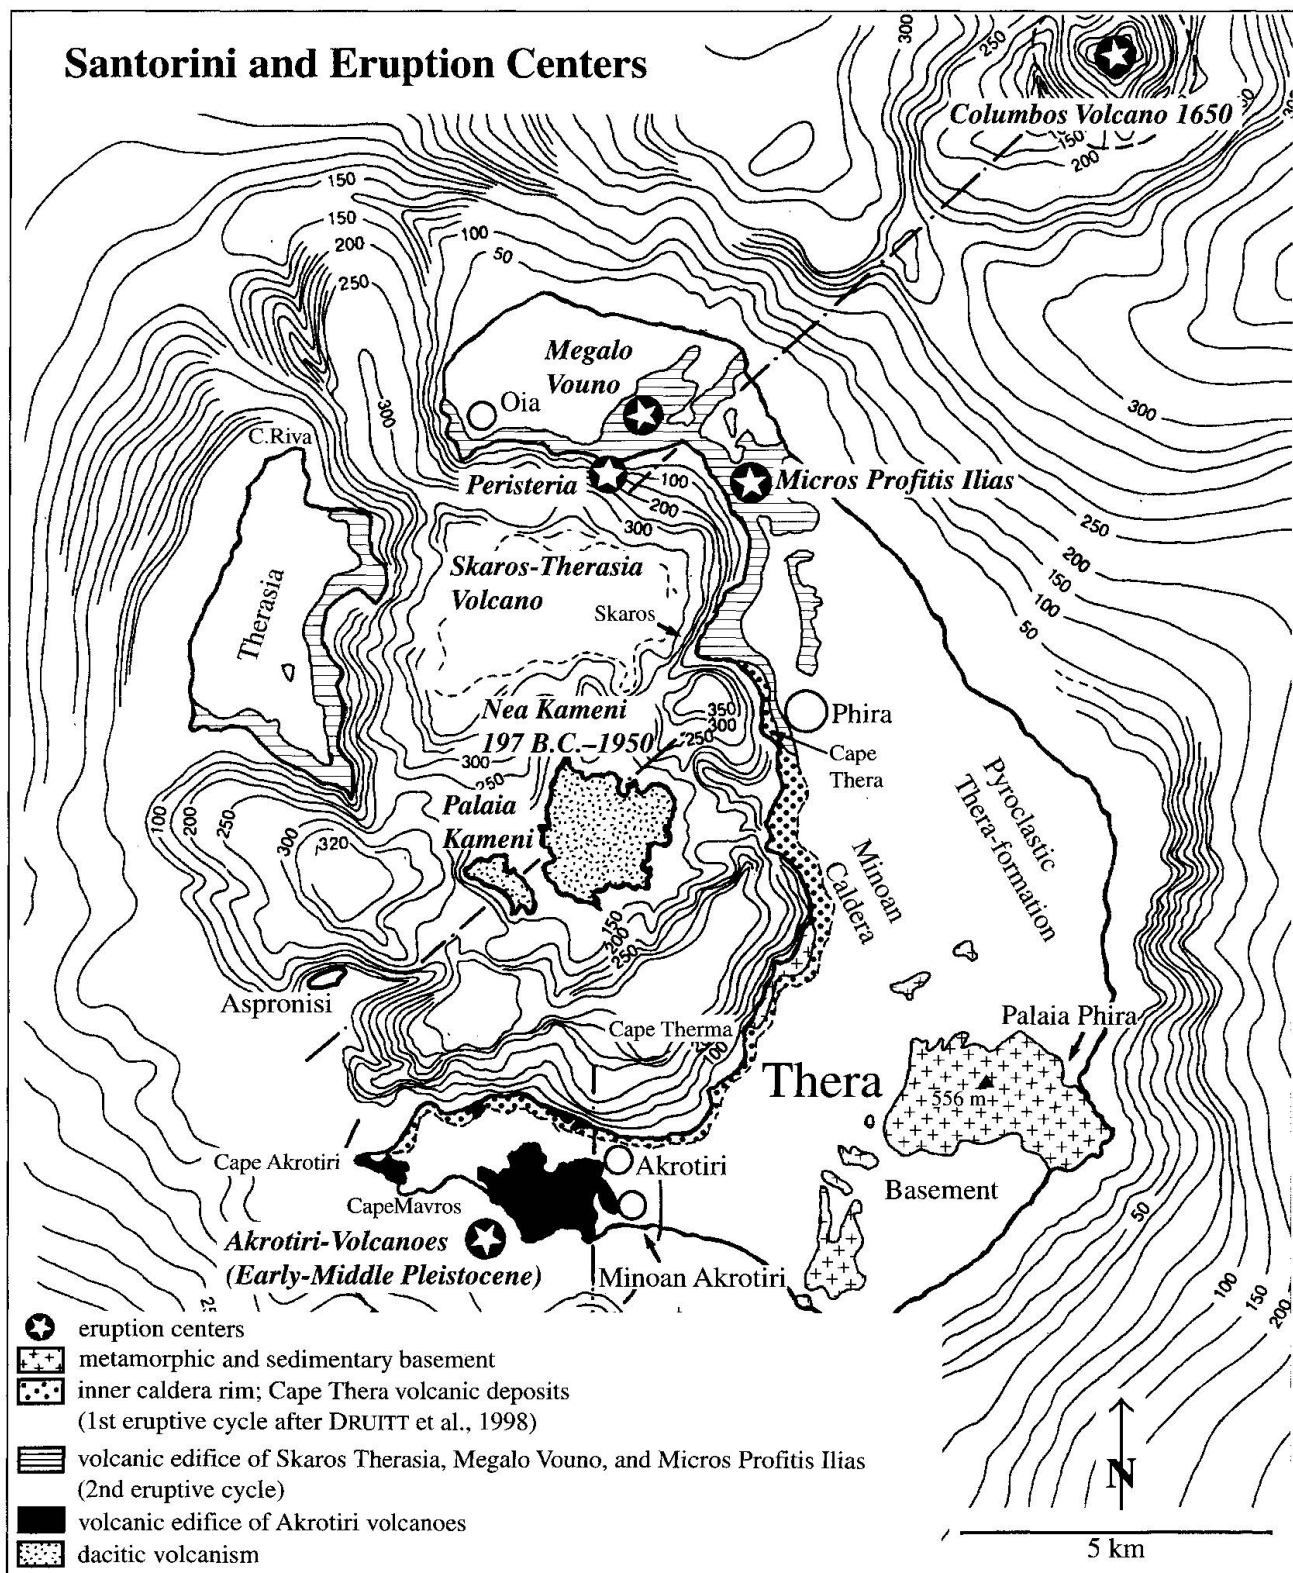 Santorini and Eruption Centers
300
250
Columbos Volcano 1650
150
200
150
150
200
250
100
50
300
300
Megalo
Vouno
Oia
C.Riva
Peristeria
100
200
300
Micros Profitis Ilias
250
200
150
100
50
Skaros-Therasia
Volcano
Skaros
Therasia
Nea Kameni
197 B.C.–1950
350
300
250
Phira
Cape
Thera
300
250
Palaia
Kameni
100
200
250
300
320
Pyroclastic
Thera-formation
Minoan
Caldera
150
200
250
Aspronisi
Cape Therma
100
Palaia Phira
Thera
556 m
Cape Akrotiri
Akrotiri
CapeMavros
Basement
50
Akrotiri-Volcanoes
(Early-Middle Pleistocene)
Minoan Akrotiri
100
150
200
eruption centers
metamorphic and sedimentary basement
inner caldera rim; Cape Thera volcanic deposits
(1st eruptive cycle after DRUITT et al., 1998)
volcanic edifice of Skaros Therasia, Megalo Vouno, and Micros Profitis Ilias
(2nd eruptive cycle)
volcanic edifice of Akrotiri volcanoes
dacitic volcanism
N
5 km